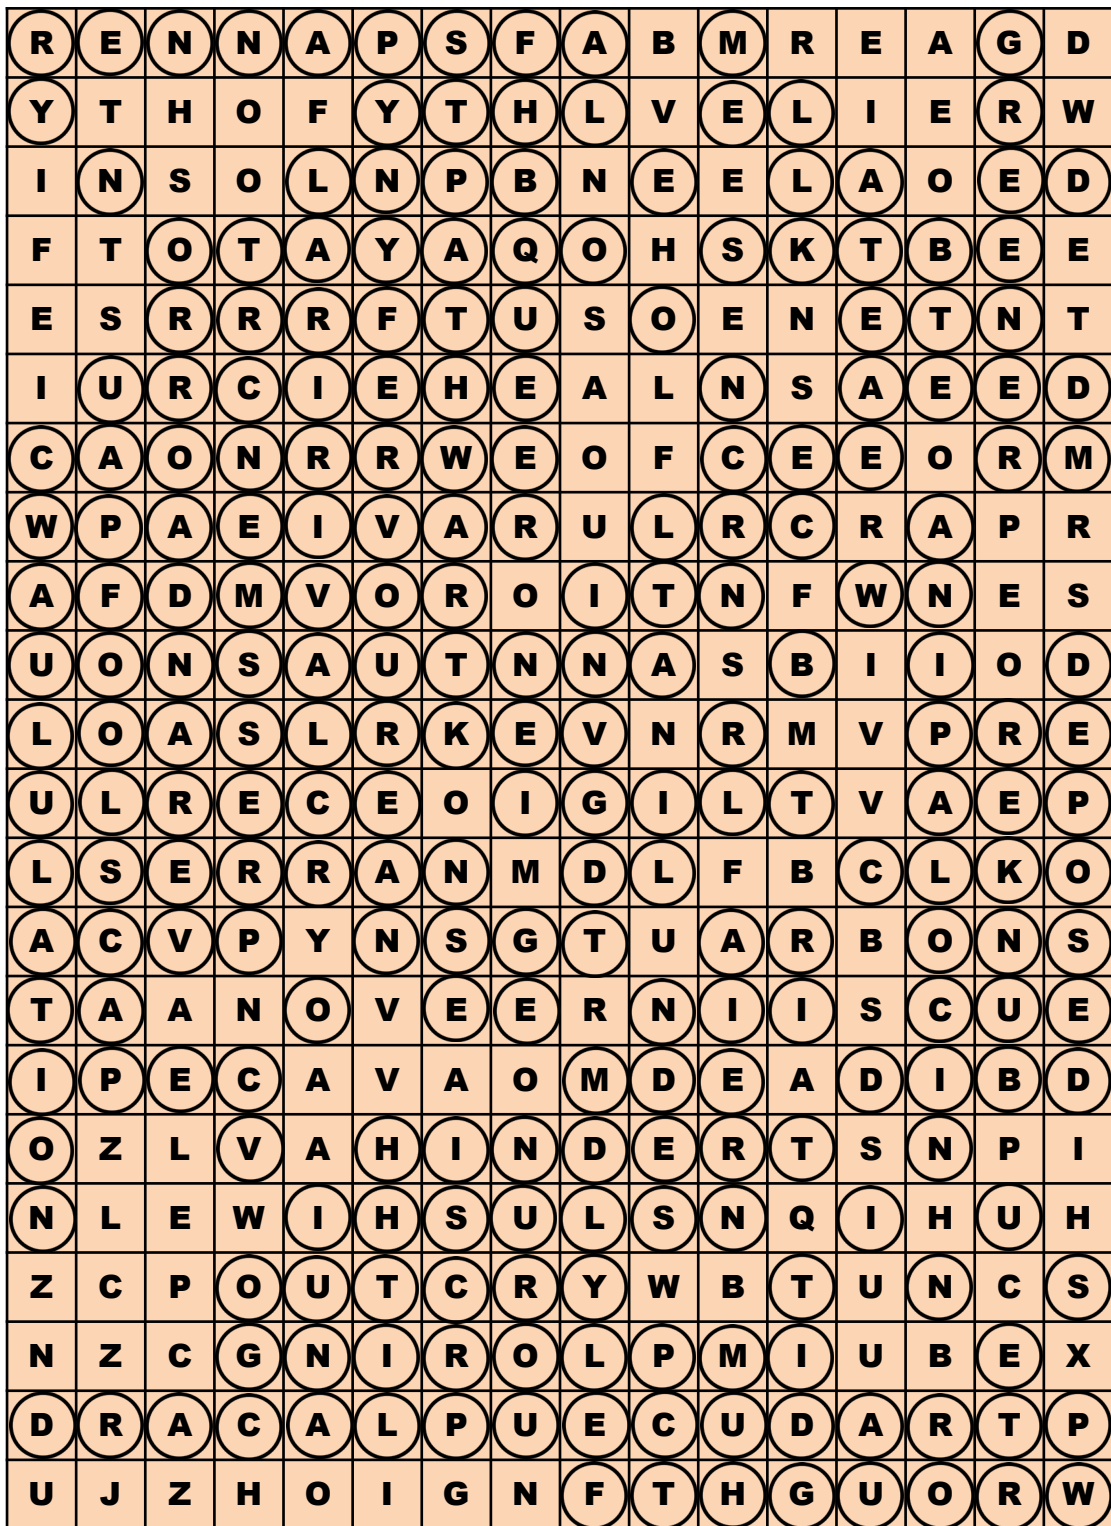 R E N N A P S F A B M R E A G D
Y T H O F Y T H L V E L I E R W
I N S O L N P B N E E L A O E D
F T O T A Y A Q O H S K T B E E
E S R R R F T U S O E N E T N T
I U R C I E H E A L N S A E E D
C A O N R R W E O F C E E O R M
W P A E I V A R U L R C R A P R
A F D M V O R O I T N F W N E S
U O N S A U T N N A S B I I O D
L O A S L R K E V N R M V P R E
U L R E C E O I G I L T V A E P
L S E R R A N M D L F B C L K O
A C V P Y N S G T U A R B O N S
T A A N O V E E R N I I S C U E
I P E C A V A O M D E A D I B D
O Z L V A H I N D E R T S N P I
N L E W I H S U L S N Q I H U H
Z C P O U T C R Y W B T U N C S
N Z C G N I R O L P M I U B E X
D R A C A L P U E C U D A R T P
U J Z H O I G N F T H G U O R W